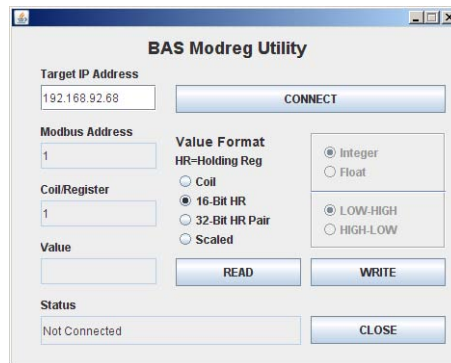 BAS Modreg Utility
Target IP Address
192.168.92.68
CONNECT
Modbus Address
1
Value Format
HR=Holding Reg
Coil
16-Bit HR
32-Bit HR Pair
Scaled
Integer
Float
LOW-HIGH
HIGH-LOW
Coil/Register
1
Value
READ
WRITE
Status
Not Connected
CLOSE